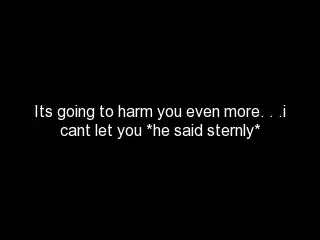 Its going to harm you even more. . .i
cant let you *he said sternly*